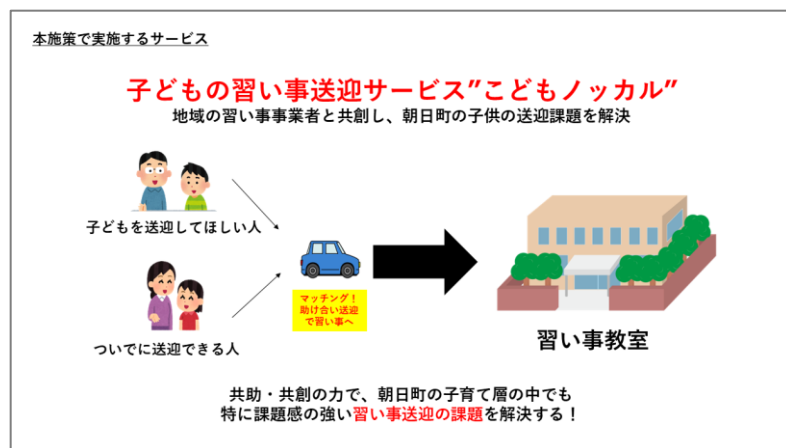 本施策で実施するサービス
子どもの習い事送迎サービス”こどもノッカル”
地域の習い事事業者と共創し、朝日町の子供の送迎課題を解決
子どもを送迎してほしい人
マッチング！
助け合い送迎
で習い事へ
ついでに送迎できる人
習い事教室
共助・共創の力で、朝日町の子育て層の中でも
特に課題感の強い習い事送迎の課題を解決する！